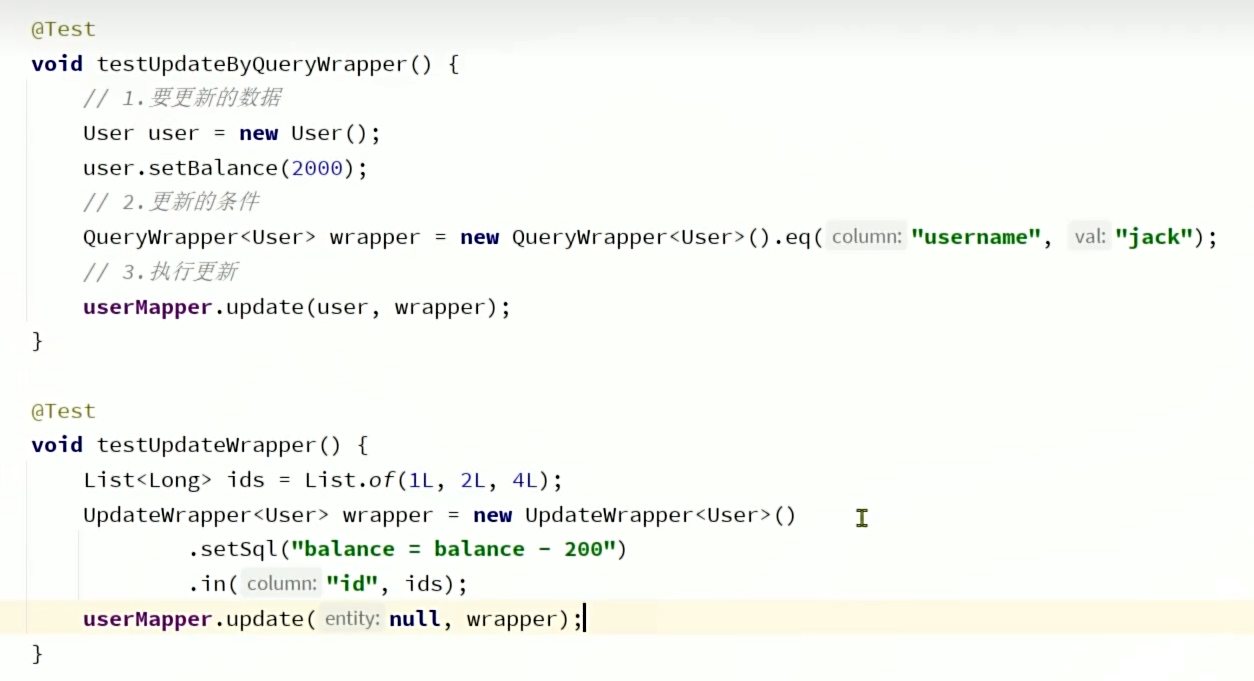 @Test
void testUpdateByQueryWrapper() {
// 1.要更新的数据
User user = new User();
user.setBalance(2000);
// 2.更新的条件
QueryWrapper<User> wrapper = new QueryWrapper<User>().eq( column: "username", val: "jack");
// 3.执行更新
userMapper.update(user, wrapper);
}
@Test
void testUpdateWrapper() {
List<Long> ids = List.of(1L, 2L, 4L);
UpdateWrapper<User> wrapper = new UpdateWrapper<User>()
.setSql("balance = balance - 200")
.in( column: "id", ids);
userMapper.update( entity: null, wrapper);
}